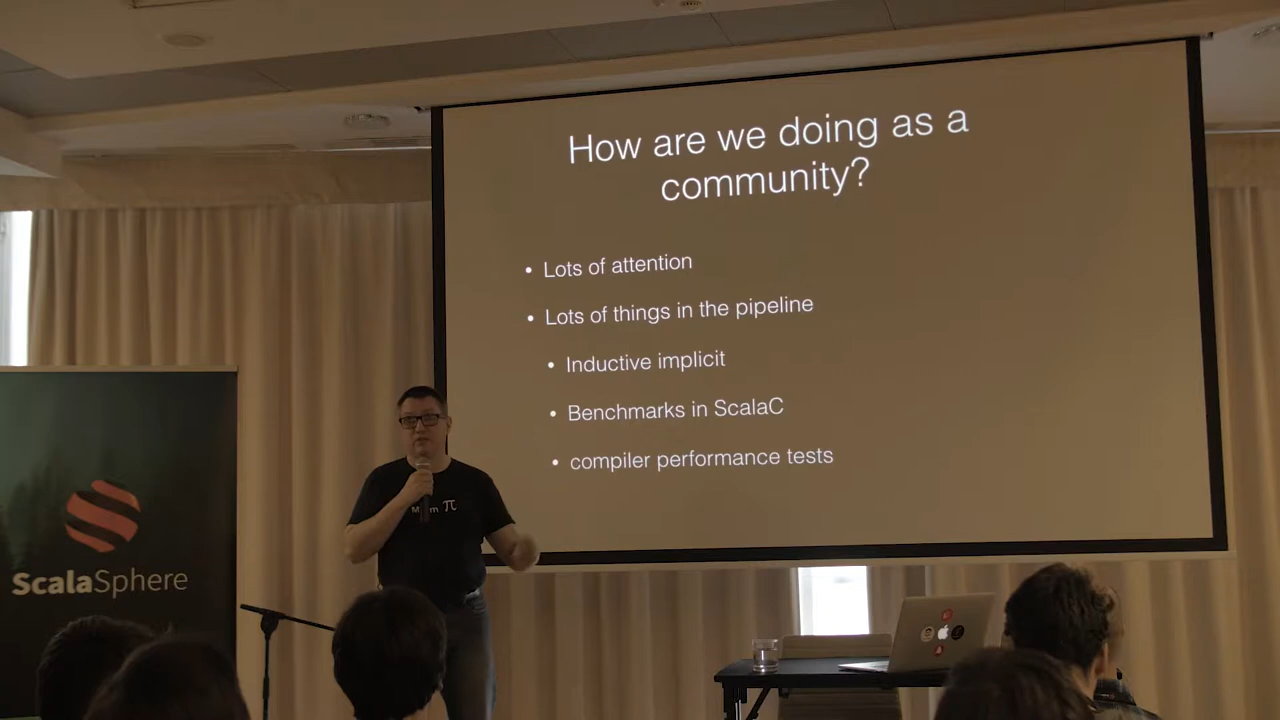 How are we doing as a
community?
• Lots of attention
• Lots of things in the pipeline
• Inductive implicit
• Benchmarks in ScalaC
• compiler performance tests
π
ScalaSphere